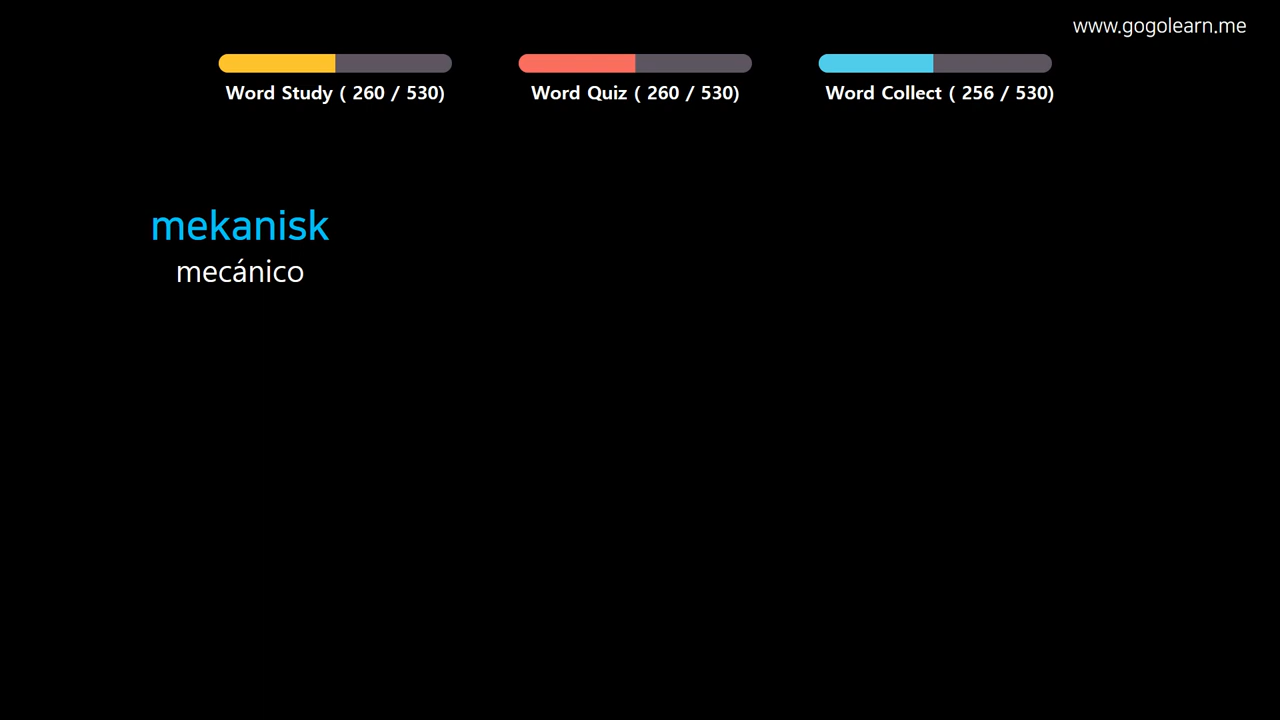 www.gogolearn.me
Word Study ( 260 / 530)
Word Quiz ( 260 / 530)
Word Collect ( 256 / 530)
mekanisk
mecánico